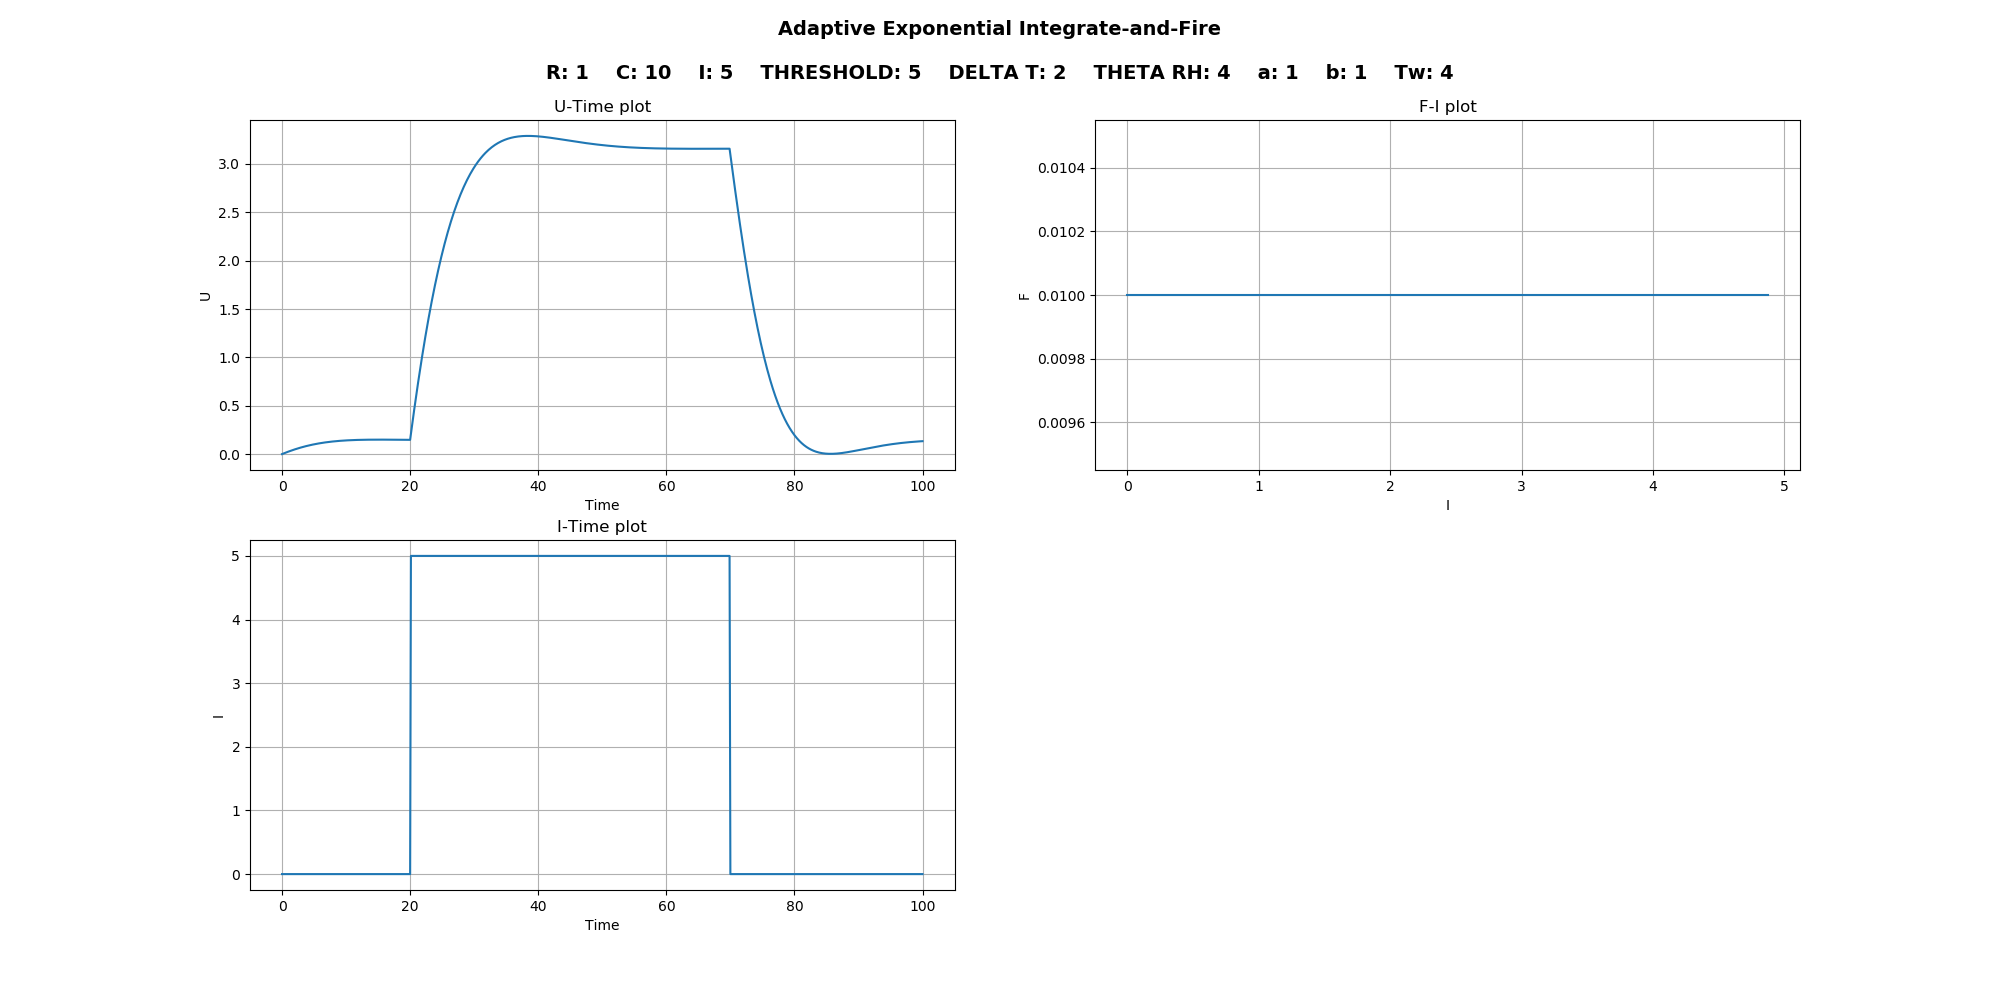 Adaptive Exponential Integrate-and-Fire
R: 1    C: 10    I: 5    THRESHOLD: 5    DELTA T: 2    THETA RH: 4    a: 1    b: 1    Tw: 4
U-Time plot
3.0
2.5
2.0
1.5
1.0
0.5
0.0
U
0 20 40 60 80 100
Time
F-I plot
0.0104
0.0102
0.0100
0.0098
0.0096
F
0 1 2 3 4 5
I
I-Time plot
5
4
3
2
1
0
I
0 20 40 60 80 100
Time